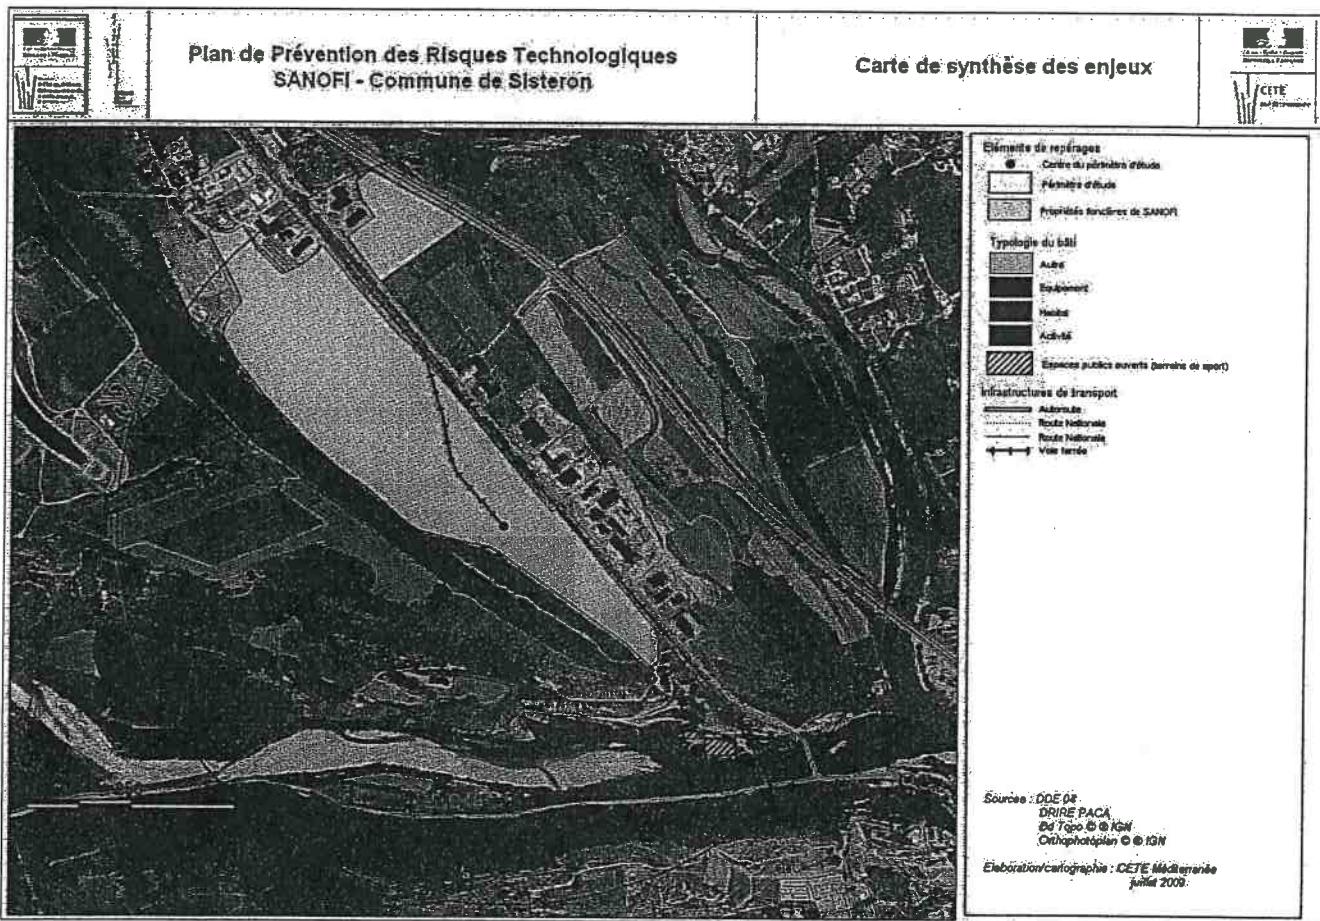 Plan de Prévention des Risques Technologiques
SANOFI - Commune de Sisteron
Carte de synthèse des enjeux
CETE
Méditerranée
Eléments de repérages
Centre du périmètre d'étude
Périmètre d'étude
Propriétés foncières de SANOFI
Typologie du bâti
Autre
Equipement
Habitat
Activité
Espaces publics ouverts (terrains de sport)
Infrastructures de transport
Autoroute
Route Nationale
Route Nationale
Voie ferrée
Sources : DDE 04
DRIRE PACA
Bd Topo © ® IGN
Orthophotoplan © ® IGN
Elaboration/cartographie : CETE Méditerranée
juillet 2009